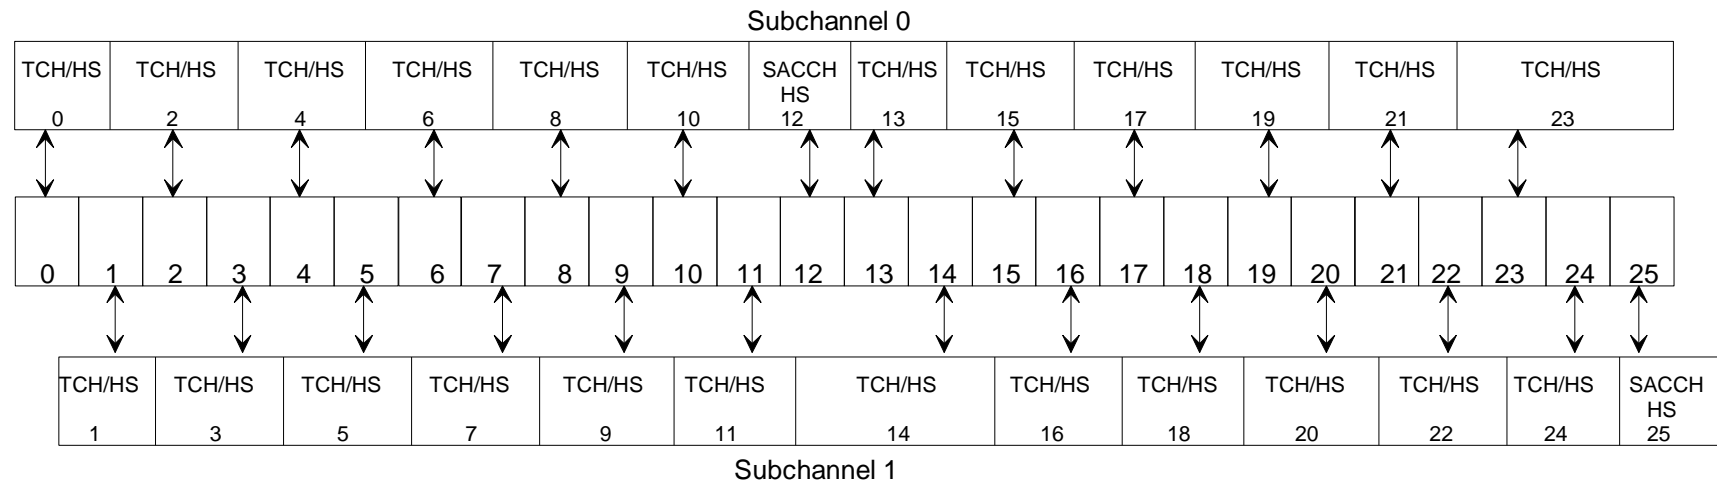 Subchannel 0
TCH/HS TCH/HS TCH/HS TCH/HS TCH/HS TCH/HS SACCH TCH/HS TCH/HS TCH/HS TCH/HS TCH/HS TCH/HS
HS
0 2 4 6 8 10 12 13 15 17 19 21 23
0 1 2 3 4 5 6 7 8 9 10 11 12 13 14 15 16 17 18 19 20 21 22 23 24 25
TCH/HS TCH/HS TCH/HS TCH/HS TCH/HS TCH/HS TCH/HS TCH/HS TCH/HS TCH/HS TCH/HS TCH/HS SACCH
HS
1 3 5 7 9 11 14 16 18 20 22 24 25
Subchannel 1